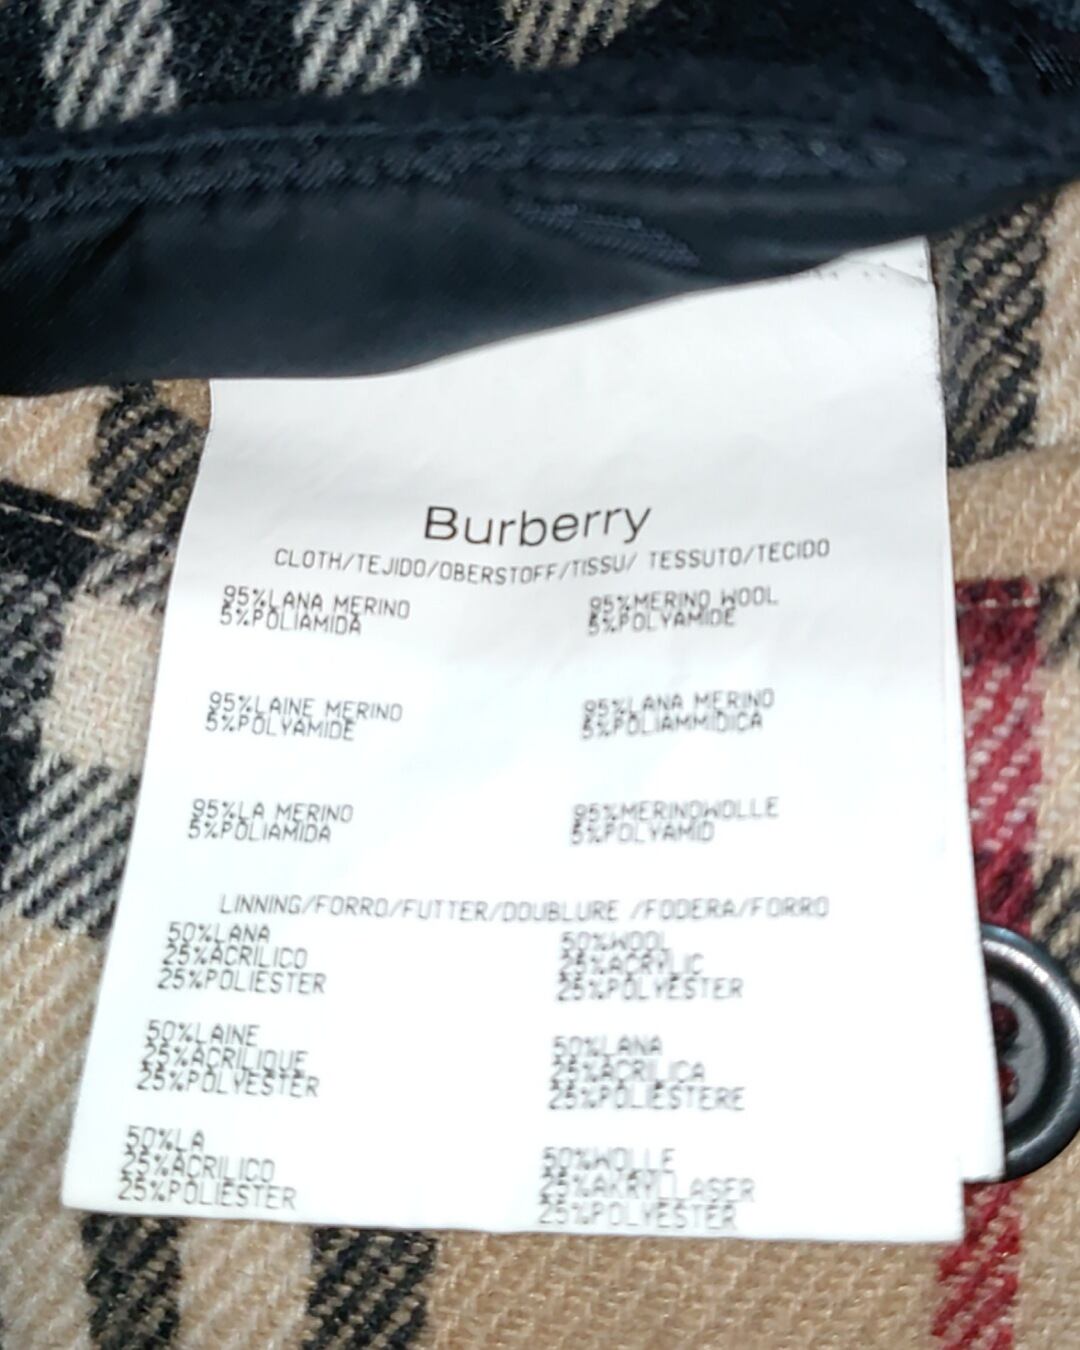 Burberry
CLOTH/TEJIDO/OBERSTOFF/TISSU/ TESSUTO/TECIDO
95%LANA MERINO
5%POLIAMIDA
95%MERINO WOOL
5%POLYAMIDE
95%LAINE MERINO
5%POLYAMIDE
95%LANA MERINO
5%POLIAMMIDICA
95%LA MERINO
5%POLIAMIDA
95%MERINOWOLLE
5%POLYAMID
LINNING/FORRO/FUTTER/DOUBLURE /FODERA/FORRO
50%LANA
25%ACRILICO
25%POLIESTER
50%WOOL
25%ACRYLIC
25%POLYESTER
50%LAINE
25%ACRILIQUE
25%POLYESTER
50%LANA
25%ACRILICA
25%POLIESTERE
50%LA
25%ACRILICO
25%POLIESTER
50%WOLLE
25%AKRYLLASER
25%POLYESTER